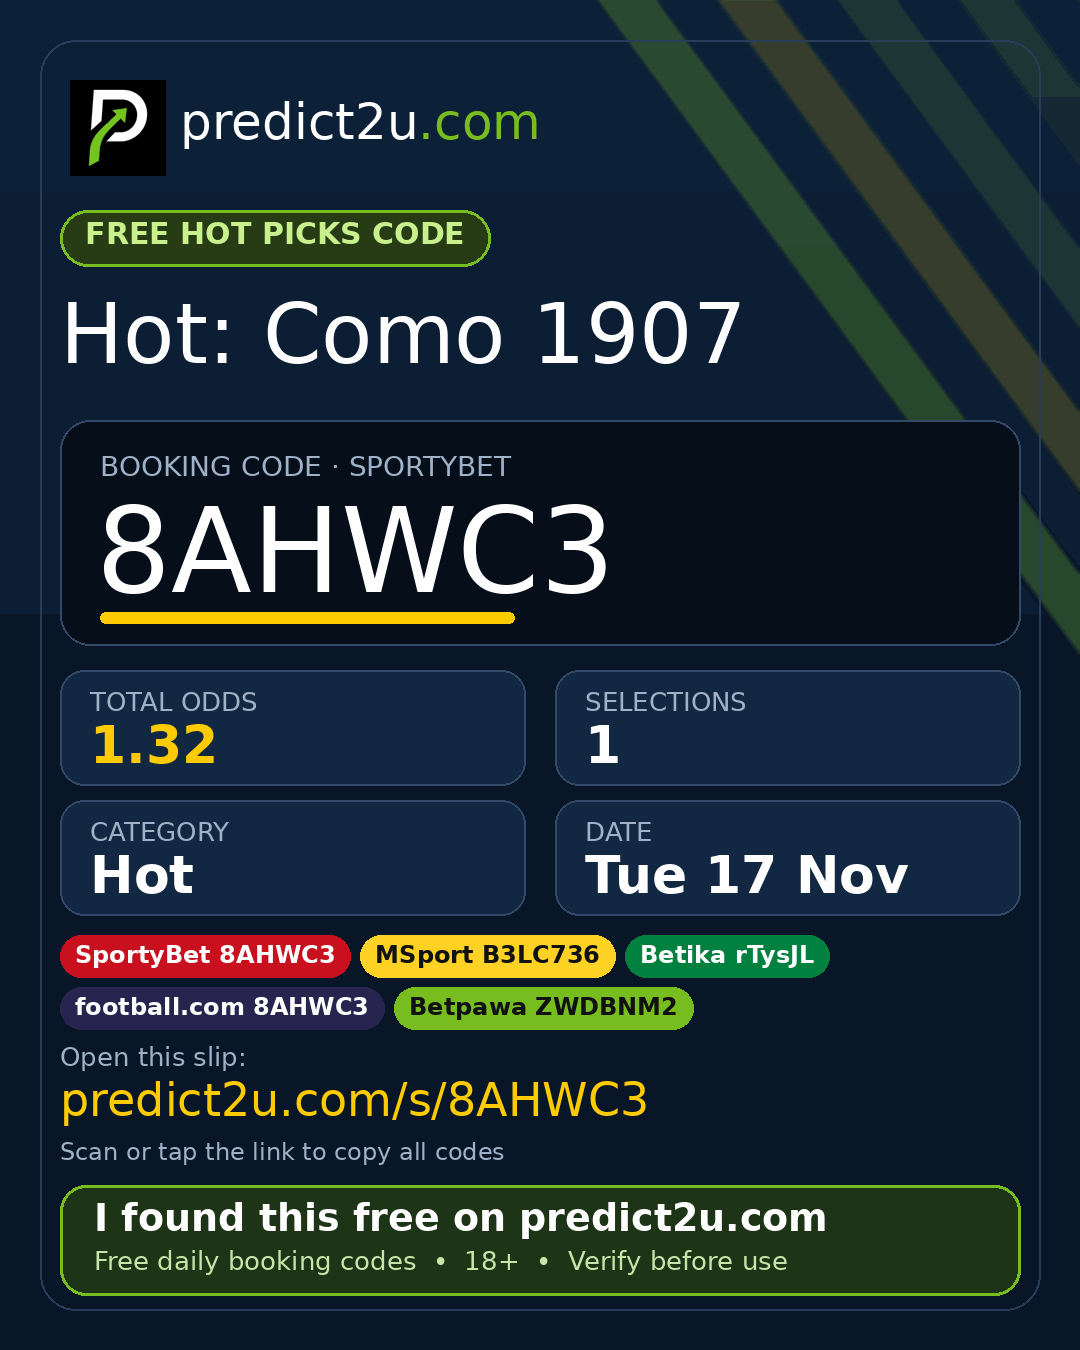 predict2u.com
FREE HOT PICKS CODE
Hot: Como 1907
BOOKING CODE · SPORTYBET
8AHWC3
TOTAL ODDS
1.32
SELECTIONS
1
CATEGORY
Hot
DATE
Tue 17 Nov
SportyBet 8AHWC3
MSport B3LC736
Betika rTysJL
football.com 8AHWC3
Betpawa ZWDBNM2
Open this slip:
predict2u.com/s/8AHWC3
Scan or tap the link to copy all codes
I found this free on predict2u.com
Free daily booking codes • 18+ • Verify before use